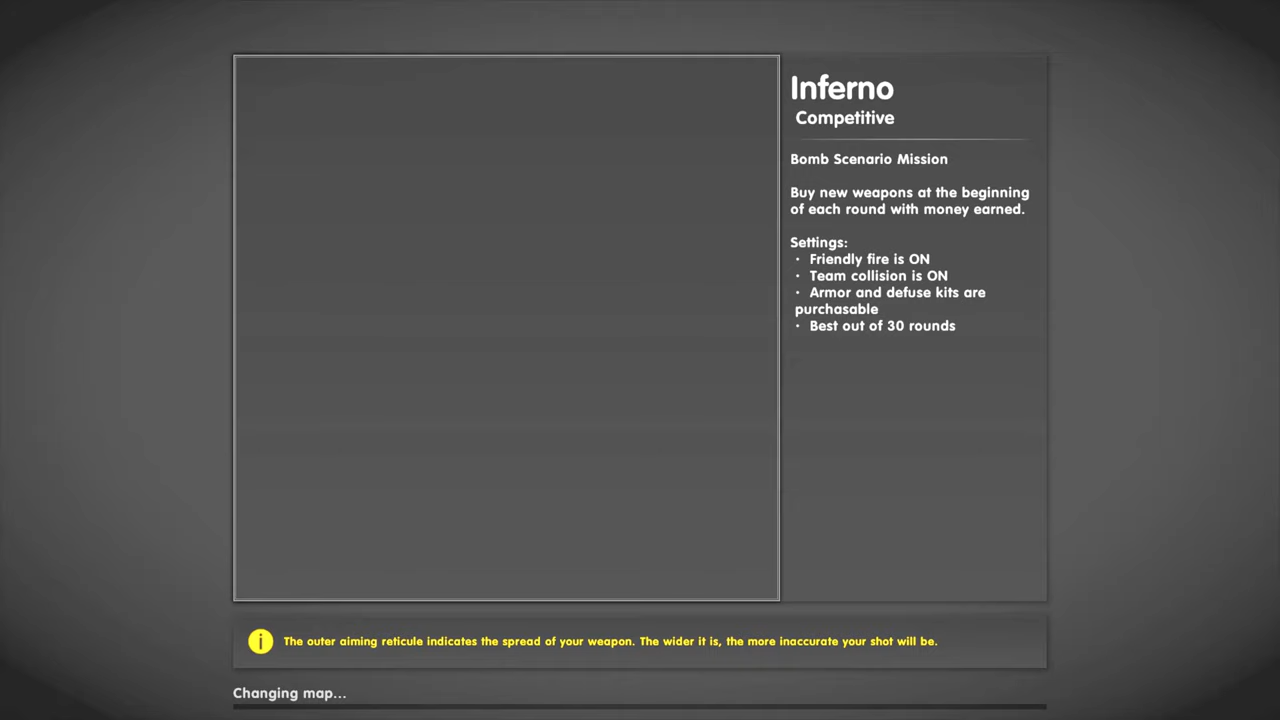 Inferno
Competitive
Bomb Scenario Mission
Buy new weapons at the beginning
of each round with money earned.
Settings:
· Friendly fire is ON
· Team collision is ON
· Armor and defuse kits are
purchasable
· Best out of 30 rounds
i The outer aiming reticule indicates the spread of your weapon. The wider it is, the more inaccurate your shot will be.
Changing map...